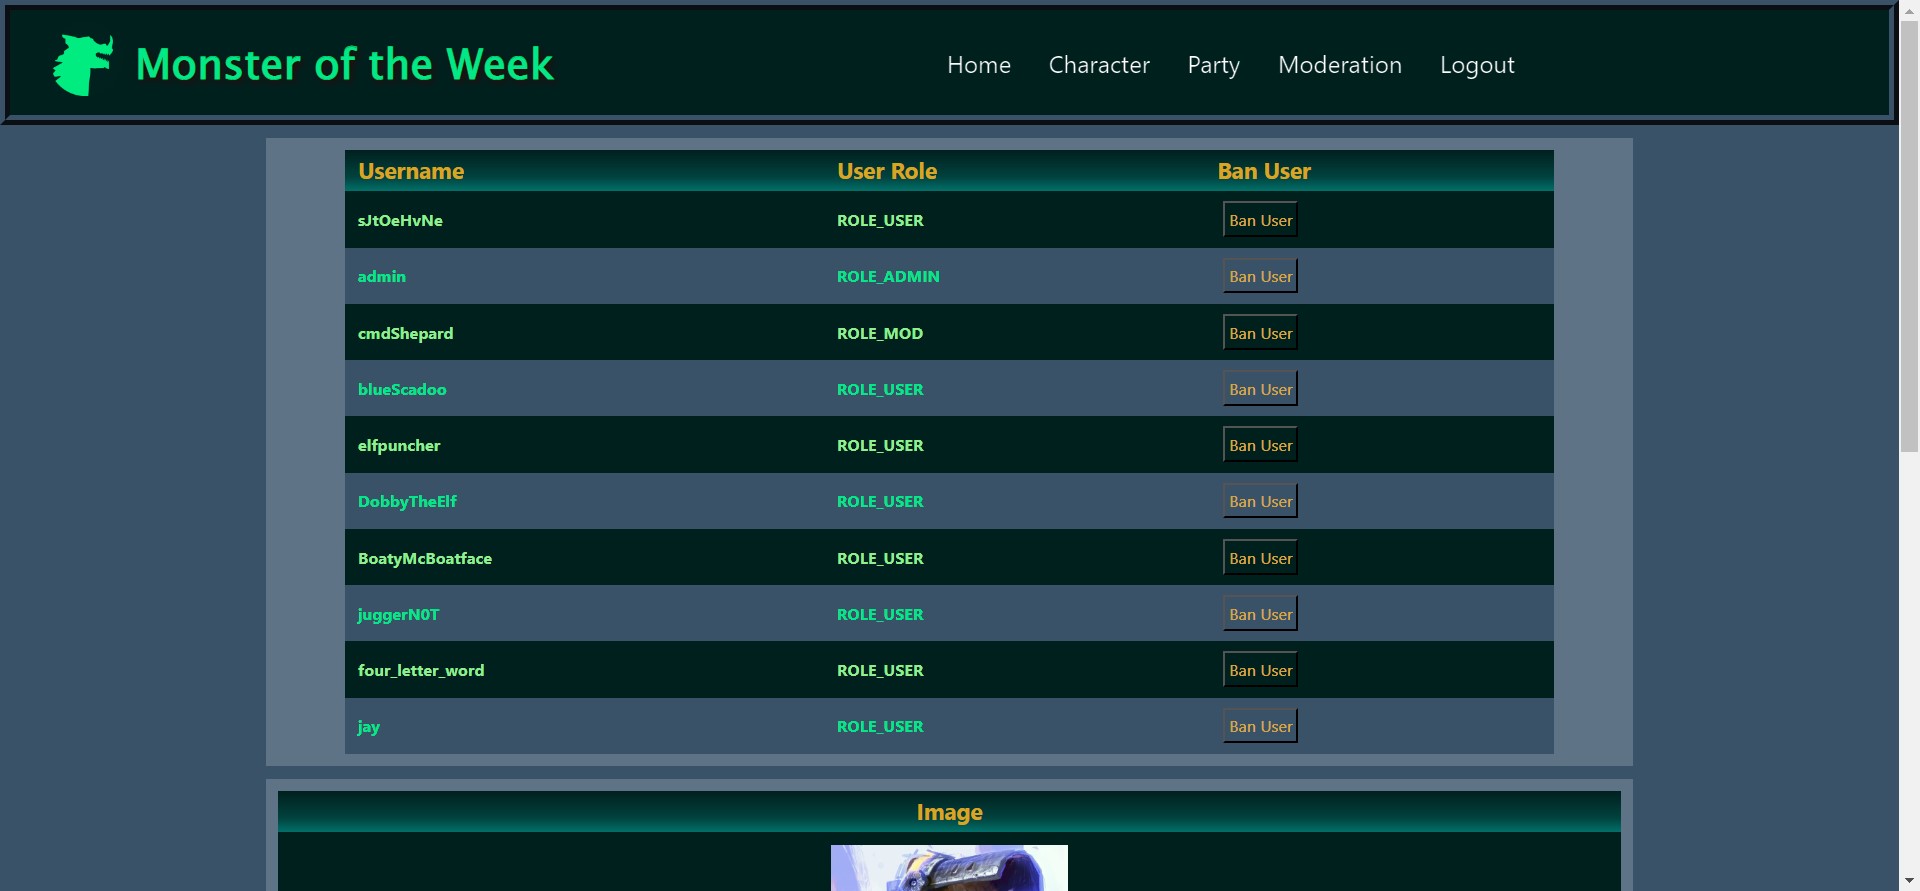 Monster of the Week Home Character Party Moderation Logout
Username User Role Ban User
sJtOeHvNe ROLE_USER Ban User
admin ROLE_ADMIN Ban User
cmdShepard ROLE_MOD Ban User
blueScadoo ROLE_USER Ban User
elfpuncher ROLE_USER Ban User
DobbyTheElf ROLE_USER Ban User
BoatyMcBoatface ROLE_USER Ban User
juggerN0T ROLE_USER Ban User
four_letter_word ROLE_USER Ban User
jay ROLE_USER Ban User
Image